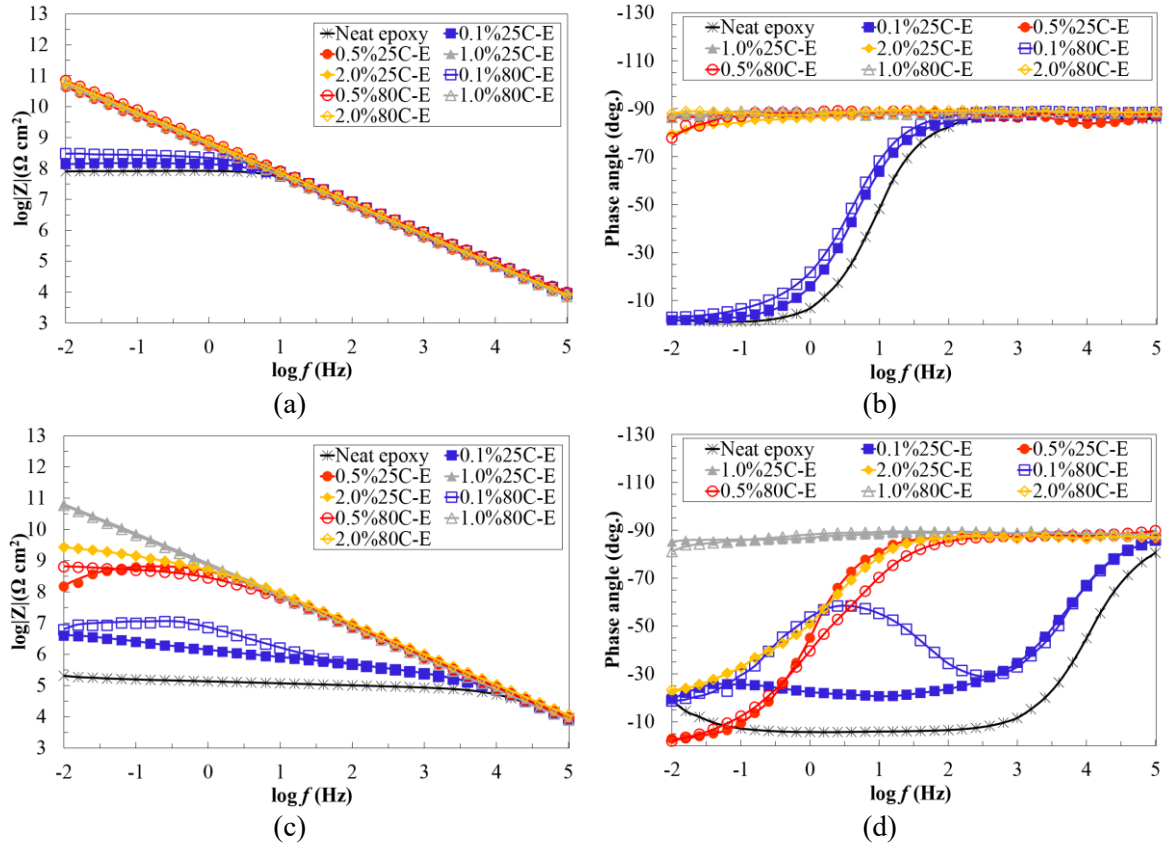 13
12
11
10
9
8
7
6
5
4
3
log|Z|(Ω cm²)
Neat epoxy 0.1%25C-E
0.5%25C-E 1.0%25C-E
2.0%25C-E 0.1%80C-E
0.5%80C-E 1.0%80C-E
2.0%80C-E
-2 -1 0 1 2 3 4 5
log f (Hz)
(a)
-130
-110
-90
-70
-50
-30
-10
Phase angle (deg.)
Neat epoxy 0.1%25C-E 0.5%25C-E
1.0%25C-E 2.0%25C-E 0.1%80C-E
0.5%80C-E 1.0%80C-E 2.0%80C-E
-2 -1 0 1 2 3 4 5
log f (Hz)
(b)
13
12
11
10
9
8
7
6
5
4
3
log|Z|(Ω cm²)
Neat epoxy 0.1%25C-E
0.5%25C-E 1.0%25C-E
2.0%25C-E 0.1%80C-E
0.5%80C-E 1.0%80C-E
2.0%80C-E
-2 -1 0 1 2 3 4 5
log f (Hz)
(c)
-130
-110
-90
-70
-50
-30
-10
Phase angle (deg.)
Neat epoxy 0.1%25C-E 0.5%25C-E
1.0%25C-E 2.0%25C-E 0.1%80C-E
0.5%80C-E 1.0%80C-E 2.0%80C-E
-2 -1 0 1 2 3 4 5
log f (Hz)
(d)